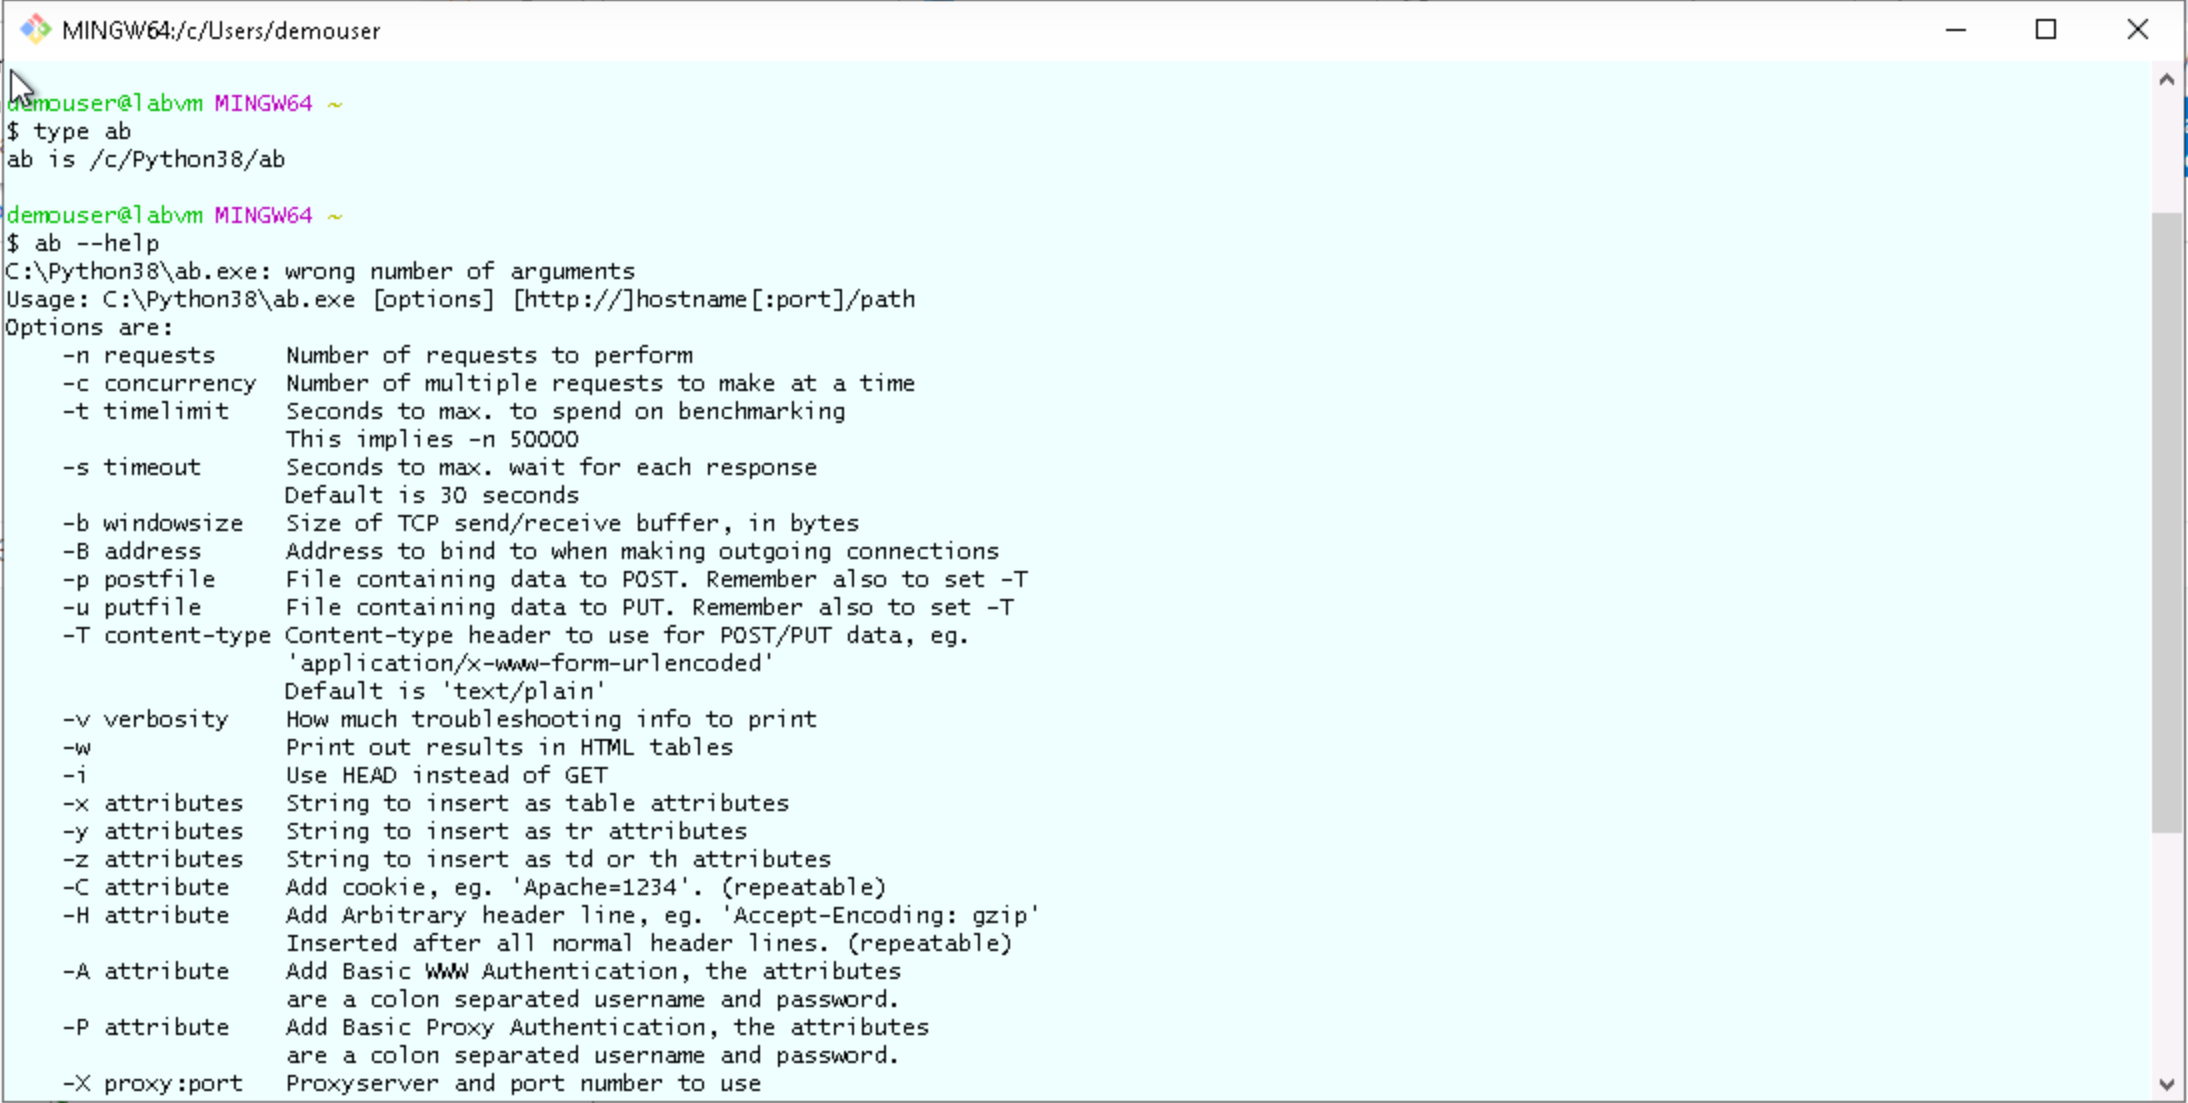 MINGW64:/c/Users/demouser
demouser@labvm MINGW64 ~
$ type ab
ab is /c/Python38/ab
demouser@labvm MINGW64 ~
$ ab --help
C:\Python38\ab.exe: wrong number of arguments
Usage: C:\Python38\ab.exe [options] [http://]hostname[:port]/path
Options are:
    -n requests     Number of requests to perform
    -c concurrency  Number of multiple requests to make at a time
    -t timelimit    Seconds to max. to spend on benchmarking
                    This implies -n 50000
    -s timeout      Seconds to max. wait for each response
                    Default is 30 seconds
    -b windowsize   Size of TCP send/receive buffer, in bytes
    -B address      Address to bind to when making outgoing connections
    -p postfile     File containing data to POST. Remember also to set -T
    -u putfile      File containing data to PUT. Remember also to set -T
    -T content-type Content-type header to use for POST/PUT data, eg.
                    'application/x-www-form-urlencoded'
                    Default is 'text/plain'
    -v verbosity    How much troubleshooting info to print
    -w              Print out results in HTML tables
    -i              Use HEAD instead of GET
    -x attributes   String to insert as table attributes
    -y attributes   String to insert as tr attributes
    -z attributes   String to insert as td or th attributes
    -C attribute    Add cookie, eg. 'Apache=1234'. (repeatable)
    -H attribute    Add Arbitrary header line, eg. 'Accept-Encoding: gzip'
                    Inserted after all normal header lines. (repeatable)
    -A attribute    Add Basic WWW Authentication, the attributes
                    are a colon separated username and password.
    -P attribute    Add Basic Proxy Authentication, the attributes
                    are a colon separated username and password.
    -X proxy:port   Proxyserver and port number to use